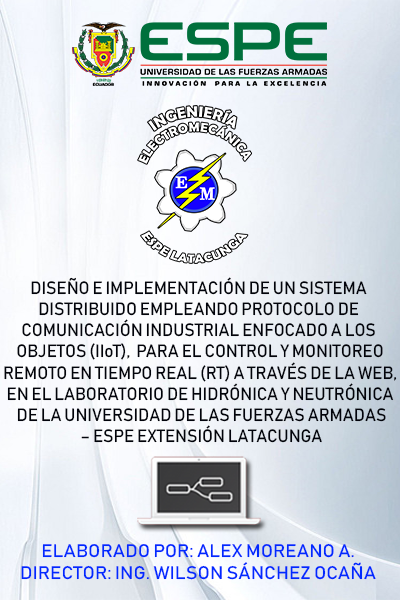 ESPE
UNIVERSIDAD DE LAS FUERZAS ARMADAS
INNOVACIÓN PARA LA EXCELENCIA
ECUADOR
INGENIERÍA
ELECTROMECÁNICA
E M
ESPE LATACUNGA
DISEÑO E IMPLEMENTACIÓN DE UN SISTEMA
DISTRIBUIDO EMPLEANDO PROTOCOLO DE
COMUNICACIÓN INDUSTRIAL ENFOCADO A LOS
OBJETOS (IIoT), PARA EL CONTROL Y MONITOREO
REMOTO EN TIEMPO REAL (RT) A TRAVÉS DE LA WEB,
EN EL LABORATORIO DE HIDRÓNICA Y NEUTRÓNICA
DE LA UNIVERSIDAD DE LAS FUERZAS ARMADAS
– ESPE EXTENSIÓN LATACUNGA
ELABORADO POR: ALEX MOREANO A.
DIRECTOR: ING. WILSON SÁNCHEZ OCAÑA